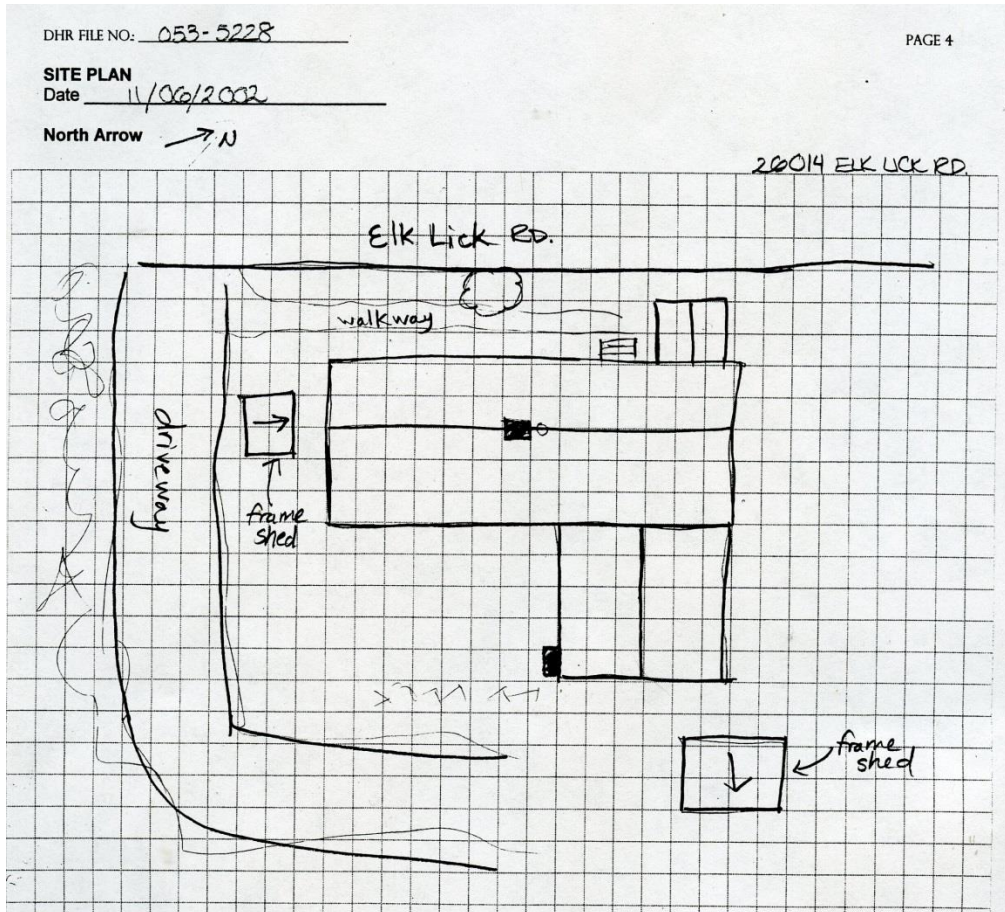 DHR FILE NO.: 053-5228
PAGE 4
SITE PLAN
Date 11/06/2002
North Arrow N
26014 ELK LICK RD.
Elk Lick RD.
walkway
driveway
frame
shed
frame
shed